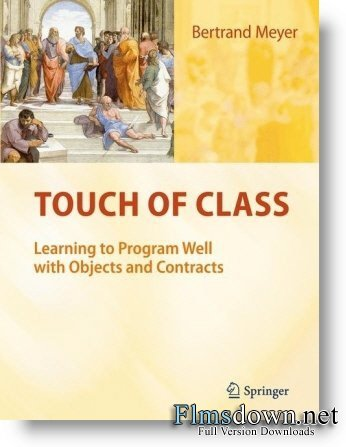 Bertrand Meyer
TOUCH OF CLASS
Learning to Program Well
with Objects and Contracts
Springer
Flmsdown.net
Full Version Downloads